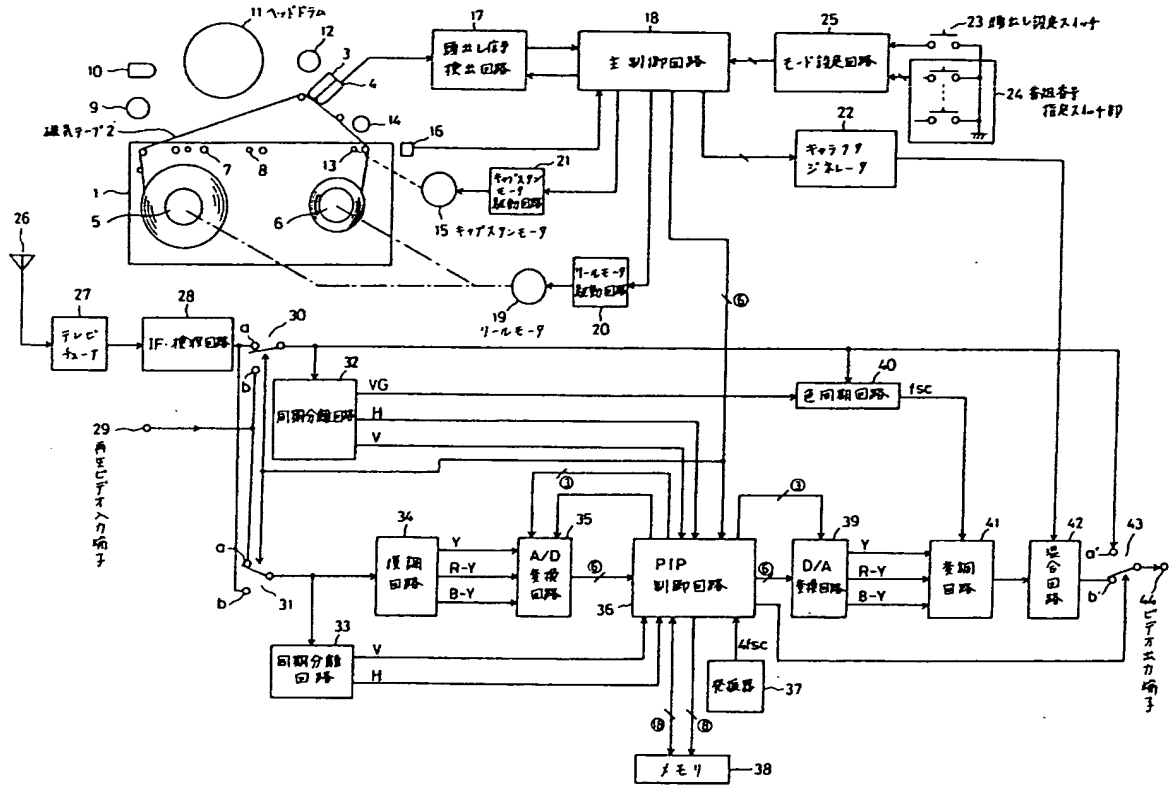 11 ヘッドドラム
12
3
4
10
9
磁気テープ2
14
16
7
8
13
1
5
6
17
頭出し信号
検出回路
18
主制御回路
25
モード設定回路
23 頭出し設定スイッチ
24 番組番号
指定スイッチ部
22
キャラクタ
ジネレータ
21
キャプスタン
モータ
駆動回路
15 キャプスタンモータ
19
リールモータ
リールモータ
駆動回路
20
⑥
26
27
テレビ
チューナ
28
IF・検波回路
a
30
b
29
再生ビデオ入力端子
32
同期分離回路
VG
H
V
40
色同期回路
fsc
a
b
31
33
同期分離
回路
V
H
34
復調
回路
Y
R-Y
B-Y
③
35
A/D
変換
回路
⑥
PIP
制御回路
36
③
⑥
39
D/A
変換回路
Y
R-Y
B-Y
41
変調
回路
42
混合回路
43
a'
b'
44 ビデオ出力端子
4fsc
発振器
37
⑱
⑧
メモリ
38